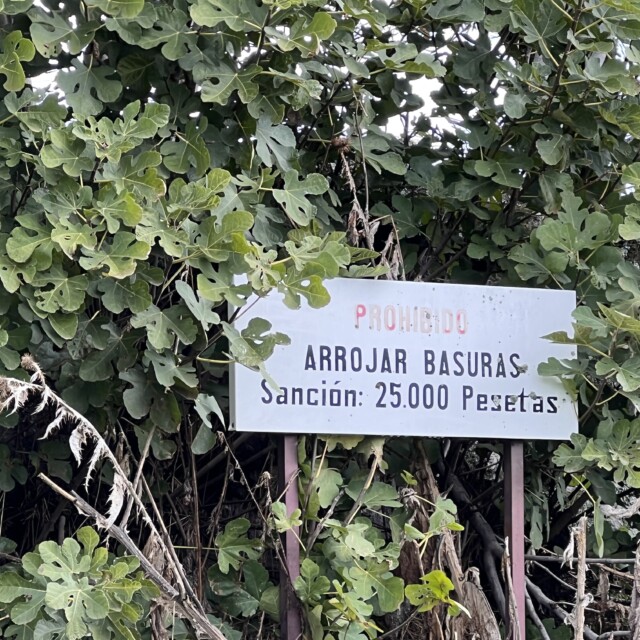 PROHIBIDO
ARROJAR BASURAS
Sanción: 25.000 Pesetas